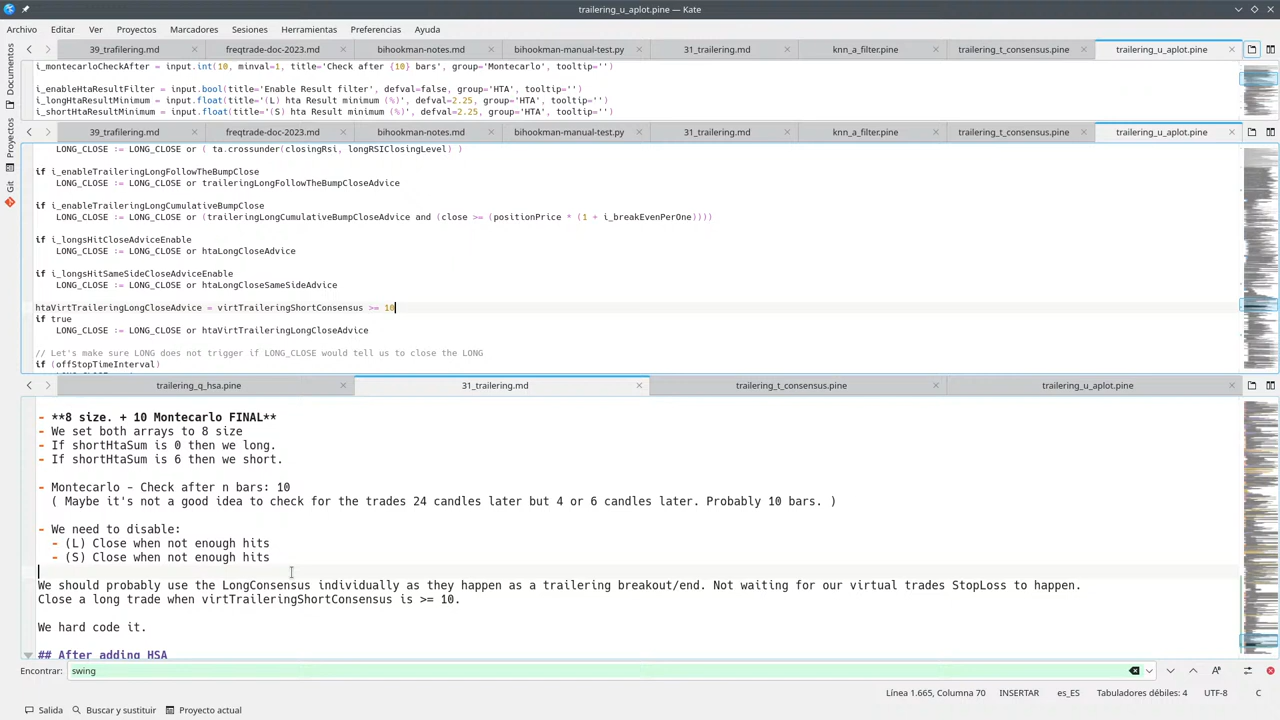 trailering_u_aplot.pine — Kate
Archivo Editar Ver Proyectos Marcadores Sesiones Herramientas Preferencias Ayuda
39_trafilering.md freqtrade-doc-2023.md bihookman-notes.md bihookman-manual-test.py 31_trailering.md knn_a_filter.pine trailering_t_consensus.pine trailering_u_aplot.pine
i_montecarloCheckAfter = input.int(10, minval=1, title='Check after {10} bars', group='Montecarlo', tooltip='')
i_enableHtaResultFilter = input.bool(title='Enable Result filter', defval=false, group='HTA', tooltip='')
i_longHtaResultMinimum = input.float(title='(L) hta Result minimum (%)', defval=2.25, group='HTA', tooltip='')
i_shortHtaResultMinimum = input.float(title='(S) hta Result minimum (%)', defval=2.25, group='HTA', tooltip='')
39_trailering.md freqtrade-doc-2023.md bihookman-notes.md bihookman-manual-test.py 31_trailering.md knn_a_filter.pine trailering_t_consensus.pine trailering_u_aplot.pine
LONG_CLOSE := LONG_CLOSE or ( ta.crossunder(closingRsi, longRSIClosingLevel) )
if i_enableTraileringLongFollowTheBumpClose
LONG_CLOSE := LONG_CLOSE or traileringLongFollowTheBumpCloseAdvice
if i_enableTraileringLongCumulativeBumpClose
LONG_CLOSE := LONG_CLOSE or (traileringLongCumulativeBumpCloseAdvice and (close >= (positionPrice * (1 + i_breakevenPerOne))))
if i_longsHitCloseAdviceEnable
LONG_CLOSE := LONG_CLOSE or htaLongCloseAdvice
if i_longsHitSameSideCloseAdviceEnable
LONG_CLOSE := LONG_CLOSE or htaLongCloseSameSideAdvice
htaVirtTraileringLongCloseAdvice = virtTraileringShortConsensus >= 10
if true
LONG_CLOSE := LONG_CLOSE or htaVirtTraileringLongCloseAdvice
// Let's make sure LONG does not trigger if LONG_CLOSE would tell us to close the LONG
if (offStopTimeInterval)
trailering_q_hsa.pine 31_trailering.md trailering_t_consensus.pine trailering_u_aplot.pine
- **8 size. + 10 Montecarlo FINAL**
- We set both arrays to 8 size
- If shortHtaSum is 0 then we long.
- If shortHtaSum is 6 then we short.
- Montecarlo - Check after n bars: 10
( Maybe it's not a good idea to check for the trade 24 candles later but for 6 candles later. Probably 10 bars.
- We need to disable:
- (L) Close when not enough hits
- (S) Close when not enough hits
We should probably use the LongConsensus individually as they happen as a trailering breakout/end. Not waiting for our virtual trades Start/End to happen.
Close a long trade when virtTraileringShortConsensus is >= 10.
We hard code it.
## After adding HSA
Encontrar: swing
Línea 1.665, Columna 70 INSERTAR es_ES Tabuladores débiles: 4 UTF-8 C
Salida Buscar y sustituir Proyecto actual
Documentos
Proyectos
Git